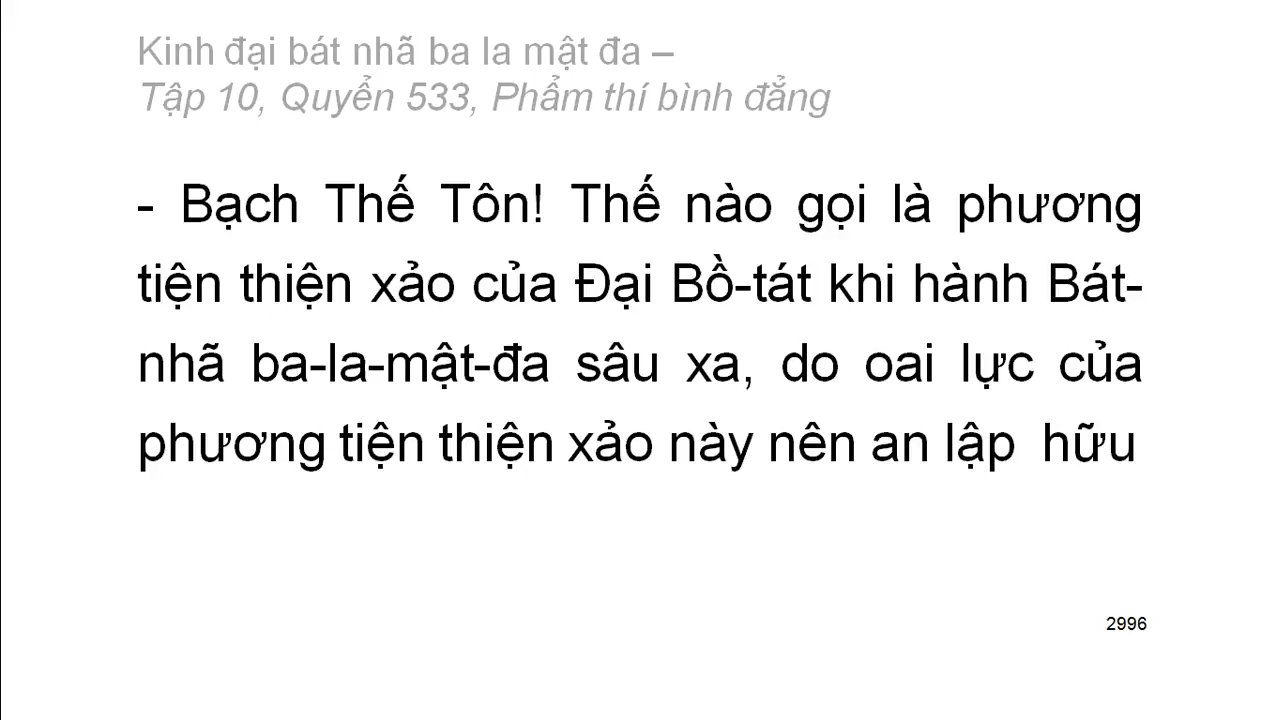 Kinh đại bát nhã ba la mật đa –
Tập 10, Quyển 533, Phẩm thí bình đẳng
- Bạch Thế Tôn! Thế nào gọi là phương
tiện thiện xảo của Đại Bồ-tát khi hành Bát-
nhã ba-la-mật-đa sâu xa, do oai lực của
phương tiện thiện xảo này nên an lập  hữu
2996